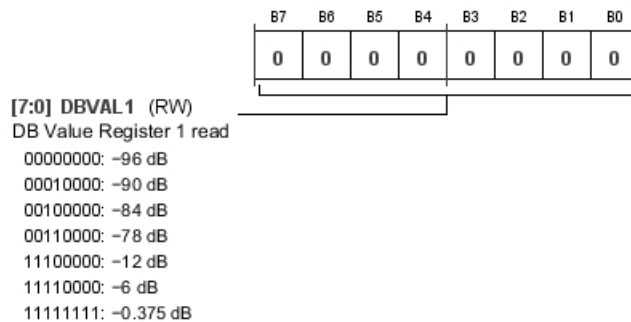 B7 B6 B5 B4 B3 B2 B1 B0
0 0 0 0 0 0 0 0
[7:0] DBVAL1 (RW)
DB Value Register 1 read
00000000: −96 dB
00010000: −90 dB
00100000: −84 dB
00110000: −78 dB
11100000: −12 dB
11110000: −6 dB
11111111: −0.375 dB